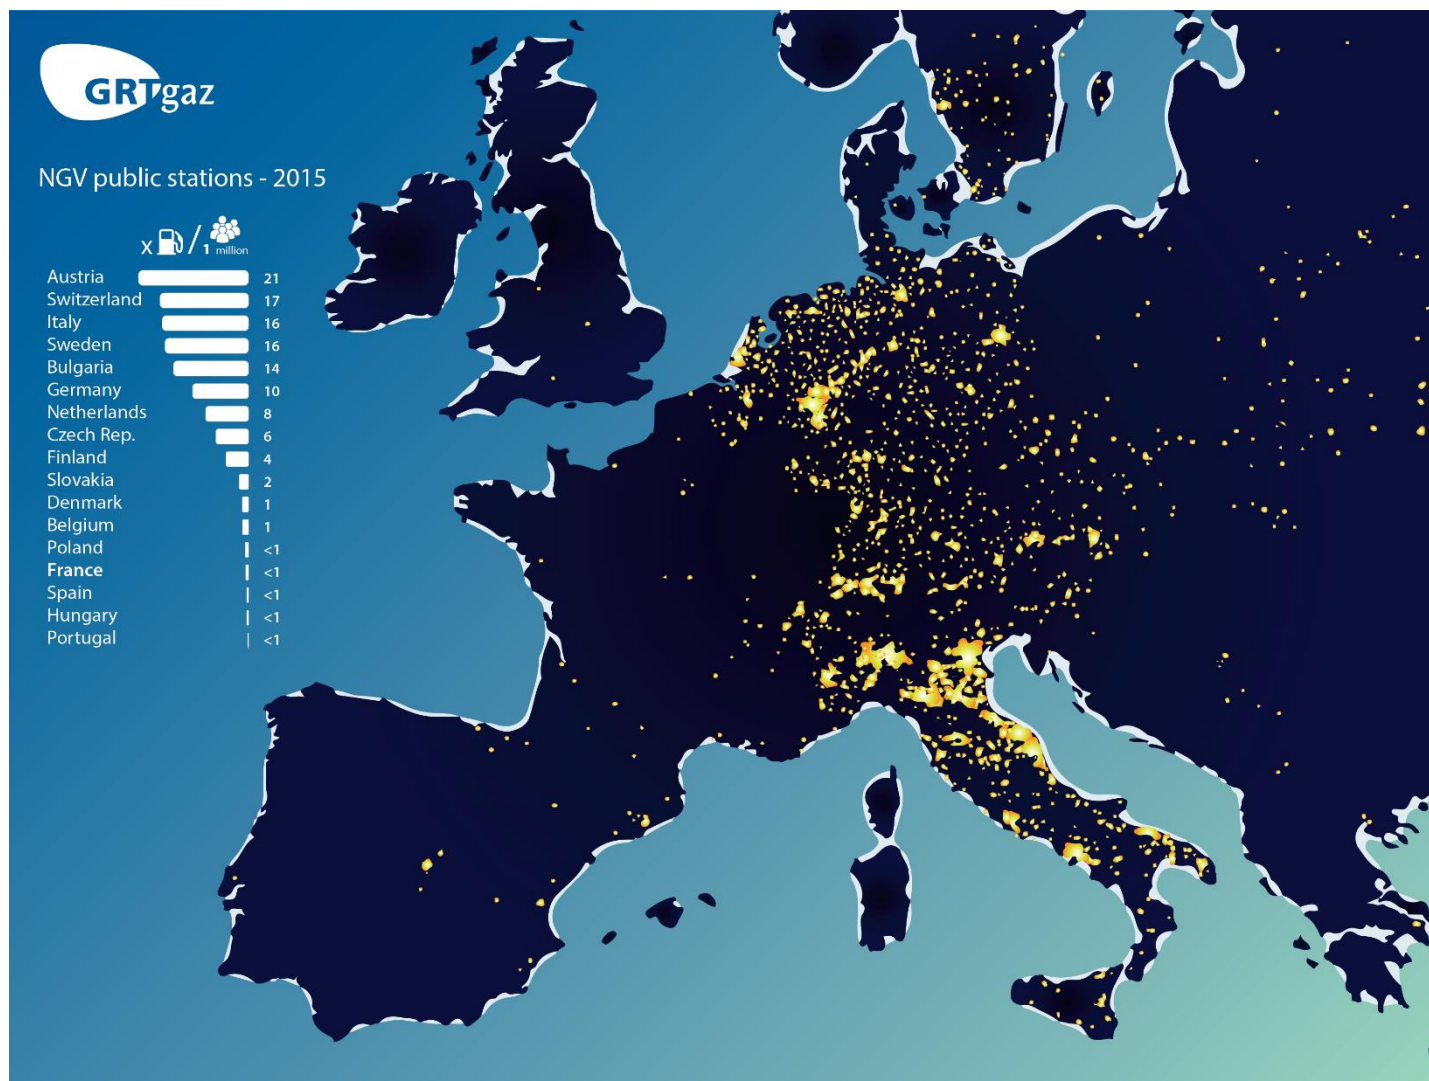 GRTgaz
NGV public stations - 2015
x / 1 million
Austria 21
Switzerland 17
Italy 16
Sweden 16
Bulgaria 14
Germany 10
Netherlands 8
Czech Rep. 6
Finland 4
Slovakia 2
Denmark 1
Belgium 1
Poland <1
France <1
Spain <1
Hungary <1
Portugal <1